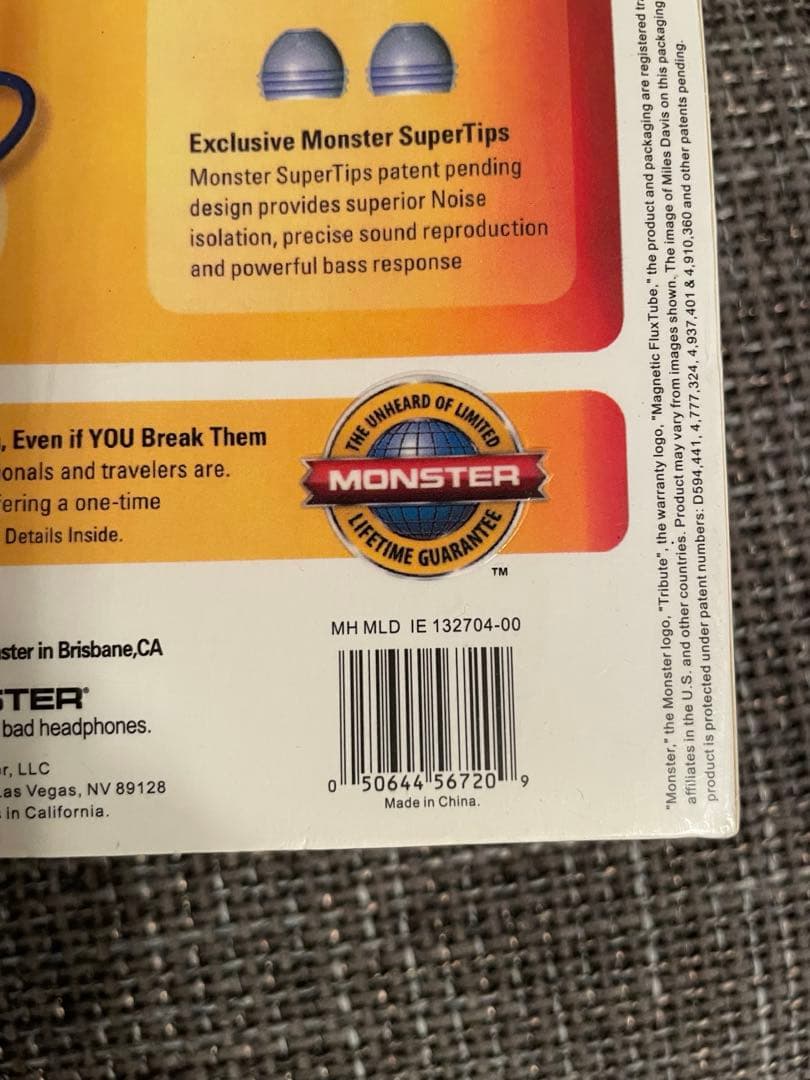 Exclusive Monster SuperTips
Monster SuperTips patent pending
design provides superior Noise
isolation, precise sound reproduction
and powerful bass response
, Even if YOU Break Them
onals and travelers are.
ering a one-time
Details Inside.
THE UNHEARD OF LIMITED
MONSTER
LIFETIME GUARANTEE
TM
MH MLD IE 132704-00
ster in Brisbane,CA
STER®
bad headphones.
r, LLC
Las Vegas, NV 89128
in California.
0 50644 56720 9
Made in China.
"Monster," the Monster logo, "Tribute", the warranty logo, "Magnetic FluxTube," the product and packaging are registered tr
affiliates in the U.S. and other countries. Product may vary from images shown. The image of Miles Davis on this packaging
product is protected under patent numbers: D594,441, 4,777,324, 4,937,401 & 4,910,360 and other patents pending.